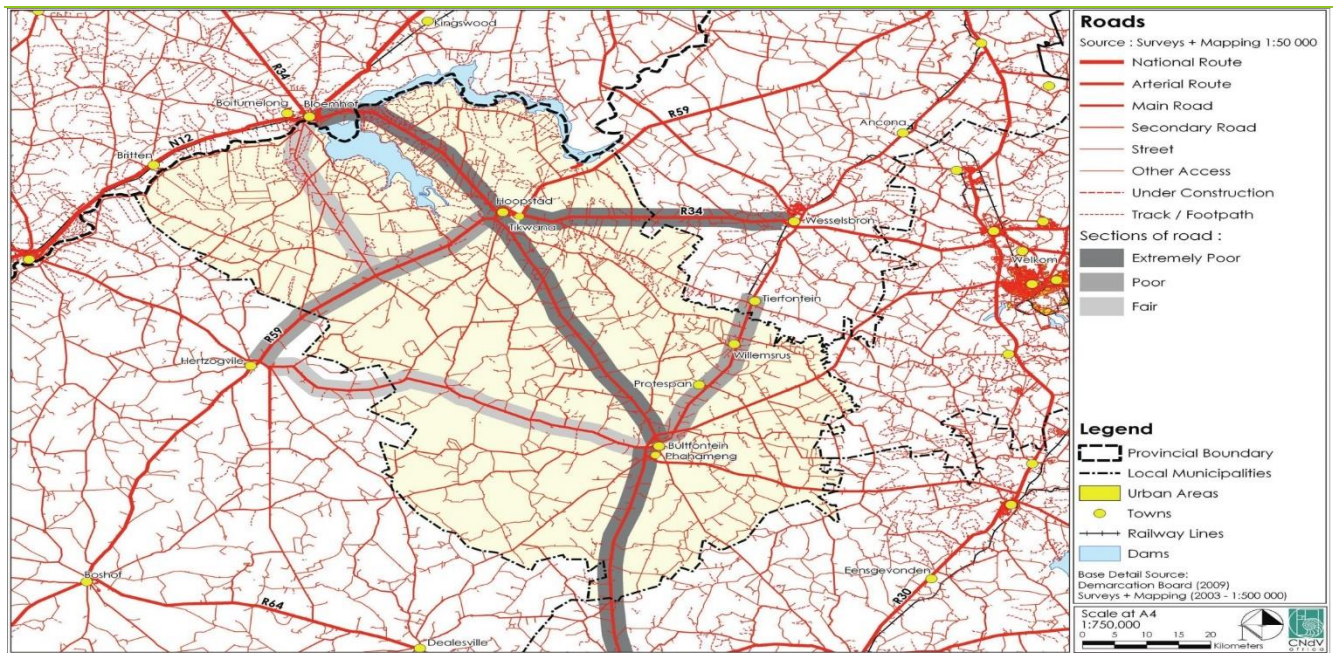 Kingswood
R34
Boitumelong
Bloemhof
R59
Ancona
N12
Britten
Hoopstad
R34
Tikwana
Wesselsbron
Welkom
Tierfontein
R59
Willemsrus
Hertzogville
Protespan
Bultfontein
Phahameng
Boshof
Eensgevonden
R64
R30
Dealesville
Roads
Source : Surveys + Mapping 1:50 000
National Route
Arterial Route
Main Road
Secondary Road
Street
Other Access
Under Construction
Track / Footpath
Sections of road :
Extremely Poor
Poor
Fair
Legend
Provincial Boundary
Local Municipalities
Urban Areas
Towns
Railway Lines
Dams
Base Detail Source:
Demarcation Board (2009)
Surveys + Mapping (2003 - 1:500 000)
Scale at A4
1:750,000
0 5 10 15 20
Kilometers
CNdV
africa